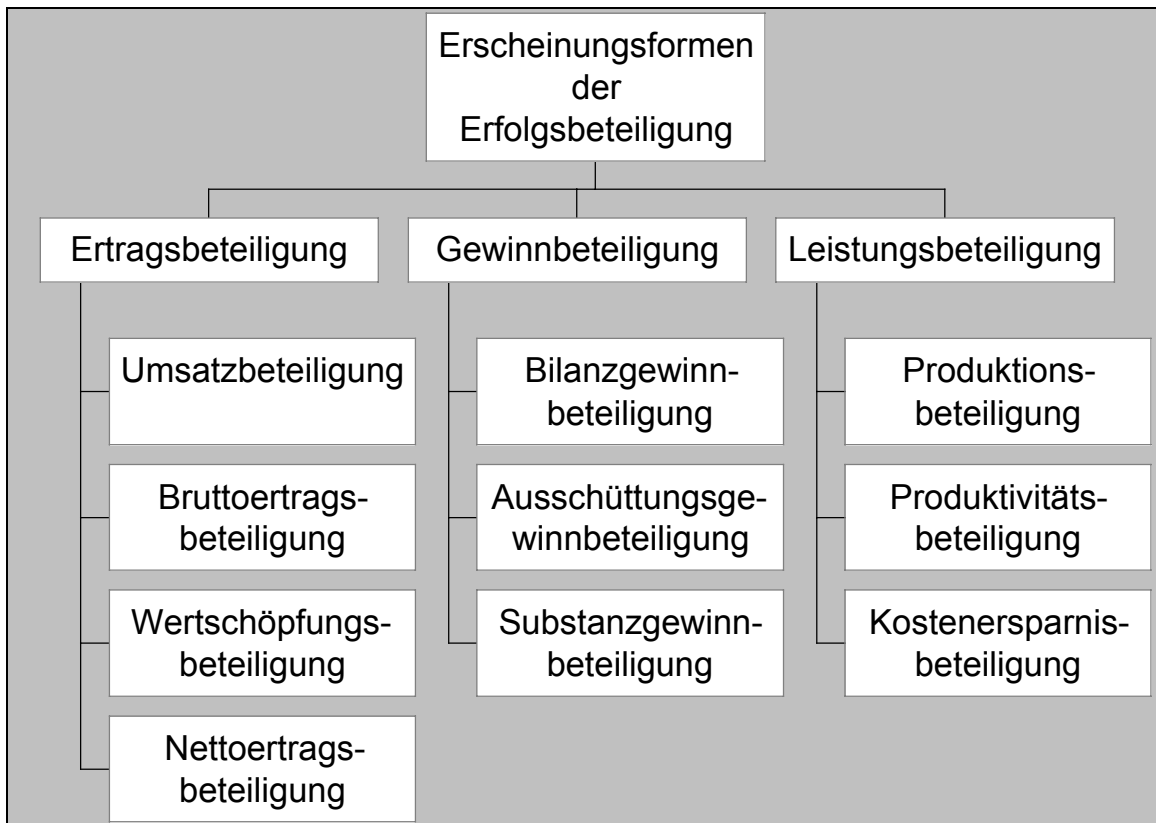 Erscheinungsformen
der
Erfolgsbeteiligung
Ertragsbeteiligung
Gewinnbeteiligung
Leistungsbeteiligung
Umsatzbeteiligung
Bruttoertrags-
beteiligung
Wertschöpfungs-
beteiligung
Nettoertrags-
beteiligung
Bilanzgewinn-
beteiligung
Ausschüttungsge-
winnbeteiligung
Substanzgewinn-
beteiligung
Produktions-
beteiligung
Produktivitäts-
beteiligung
Kostenersparnis-
beteiligung